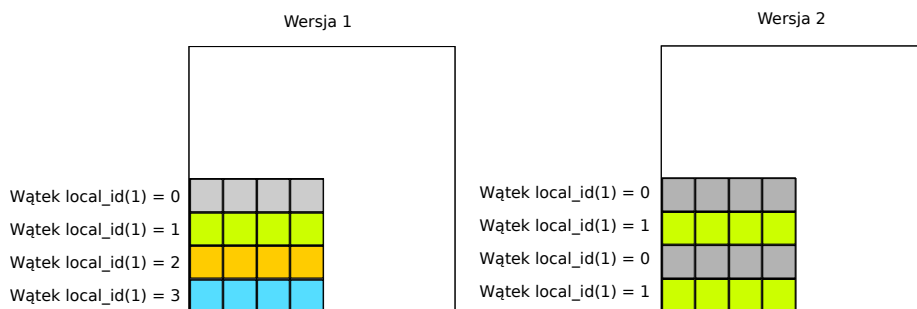 Wersja 1
Wątek local_id(1) = 0
Wątek local_id(1) = 1
Wątek local_id(1) = 2
Wątek local_id(1) = 3
Wersja 2
Wątek local_id(1) = 0
Wątek local_id(1) = 1
Wątek local_id(1) = 0
Wątek local_id(1) = 1